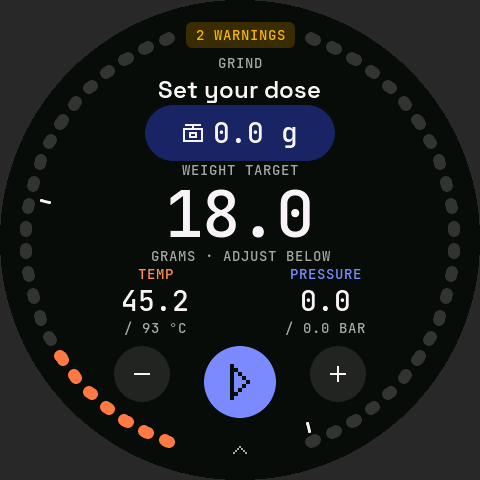 2 WARNINGS
GRIND
Set your dose
0.0 g
WEIGHT TARGET
18.0
GRAMS · ADJUST BELOW
TEMP PRESSURE
45.2 0.0
/ 93 °C / 0.0 BAR